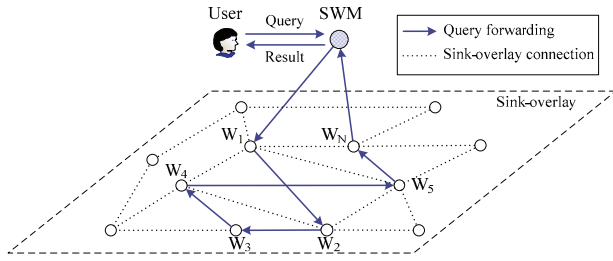 User
Query
SWM
Result
Query forwarding
Sink-overlay connection
Sink-overlay
W1
WN
W4
W5
W3
W2